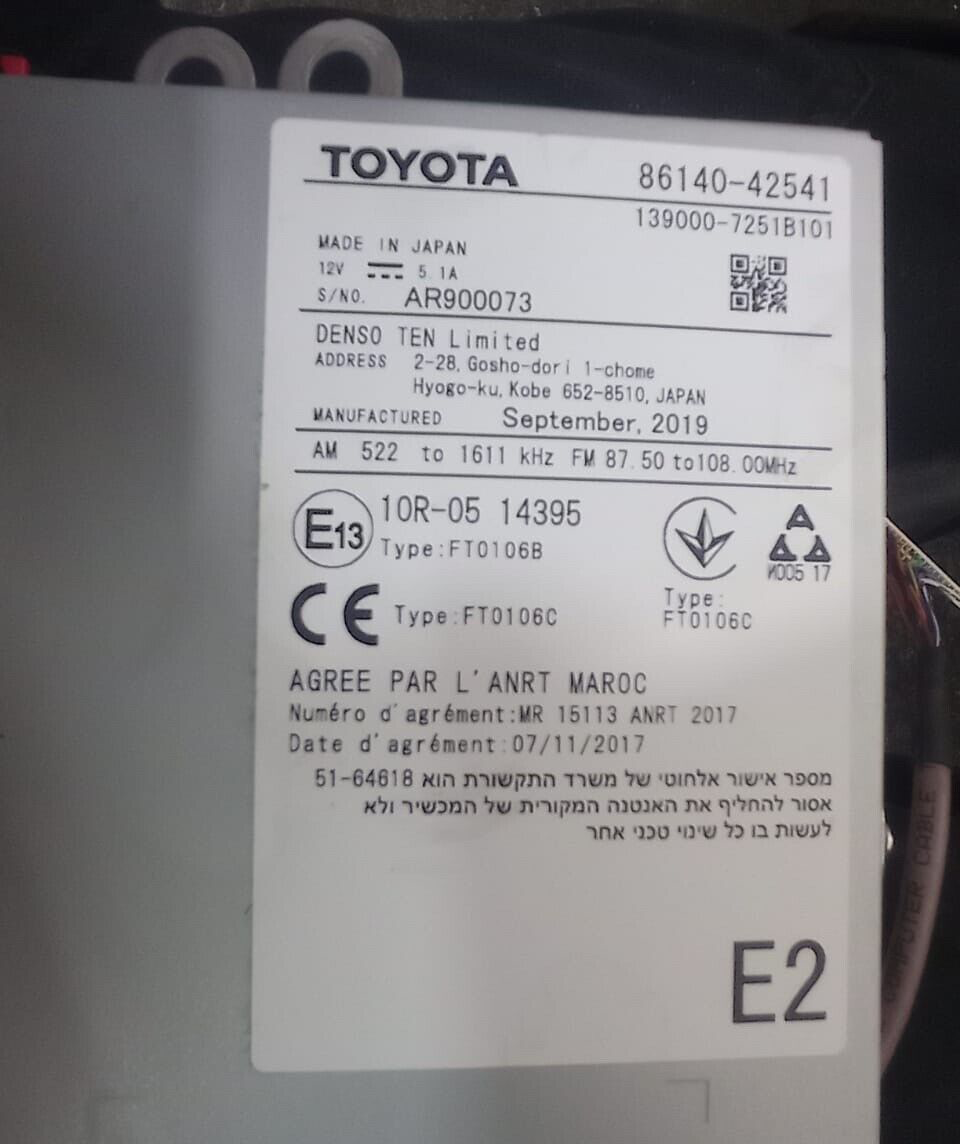 TOYOTA 86140-42541
139000-7251B101
MADE IN JAPAN
12V 5.1A
S/NO. AR900073
DENSO TEN Limited
ADDRESS 2-28, Gosho-dori 1-chome
Hyogo-ku, Kobe 652-8510, JAPAN
MANUFACTURED September, 2019
AM 522 to 1611 kHz FM 87.50 to108.00MHz
E13 10R-05 14395
Type:FT0106B
CE Type:FT0106C
И005 17
Type:
FT0106C
AGREE PAR L'ANRT MAROC
Numéro d'agrément:MR 15113 ANRT 2017
Date d'agrément:07/11/2017
מספר אישור אלחוטי של משרד התקשורת הוא 51-64618
אסור להחליף את האנטנה המקורית של המכשיר ולא
לעשות בו כל שינוי טכני אחר
E2
COMPUTER CABLE